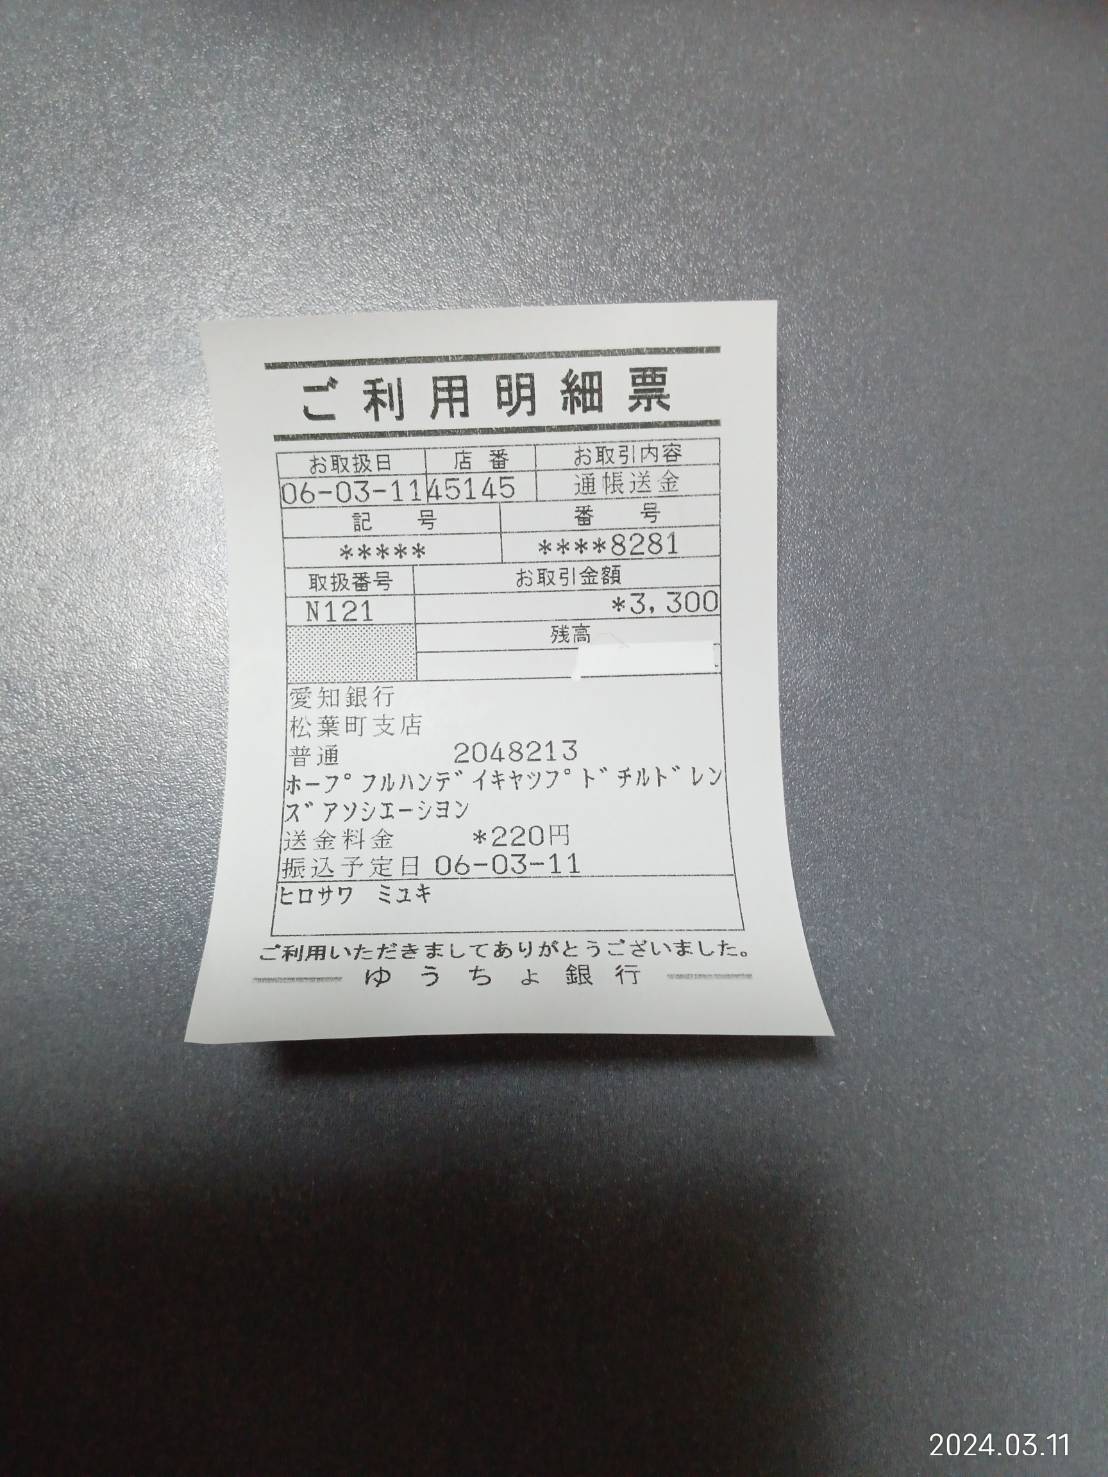 ご利用明細票
お取扱日 店番 お取引内容
06-03-11 45145 通帳送金
記号 番号
***** ****8281
取扱番号 お取引金額
N121 *3,300
残高
愛知銀行
松葉町支店
普通 2048213
ﾎｰﾌﾟﾌﾙﾊﾝﾃﾞｲｷﾔﾂﾌﾟﾄﾞﾁﾙﾄﾞﾚﾝ
ｽﾞｱｿｼｴｰｼﾖﾝ
送金料金 *220円
振込予定日 06-03-11
ﾋﾛｻﾜ ﾐﾕｷ
ご利用いただきましてありがとうございました。
ゆうちょ銀行
2024.03.11